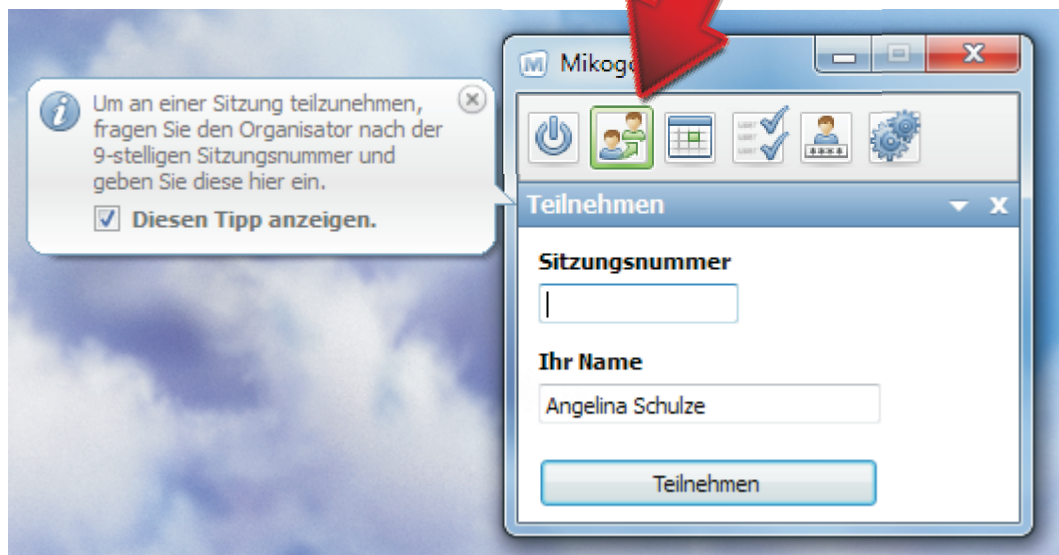 Um an einer Sitzung teilzunehmen,
fragen Sie den Organisator nach der
9-stelligen Sitzungsnummer und
geben Sie diese hier ein.
Diesen Tipp anzeigen.
Mikogo
Teilnehmen
Sitzungsnummer
Ihr Name
Angelina Schulze
Teilnehmen